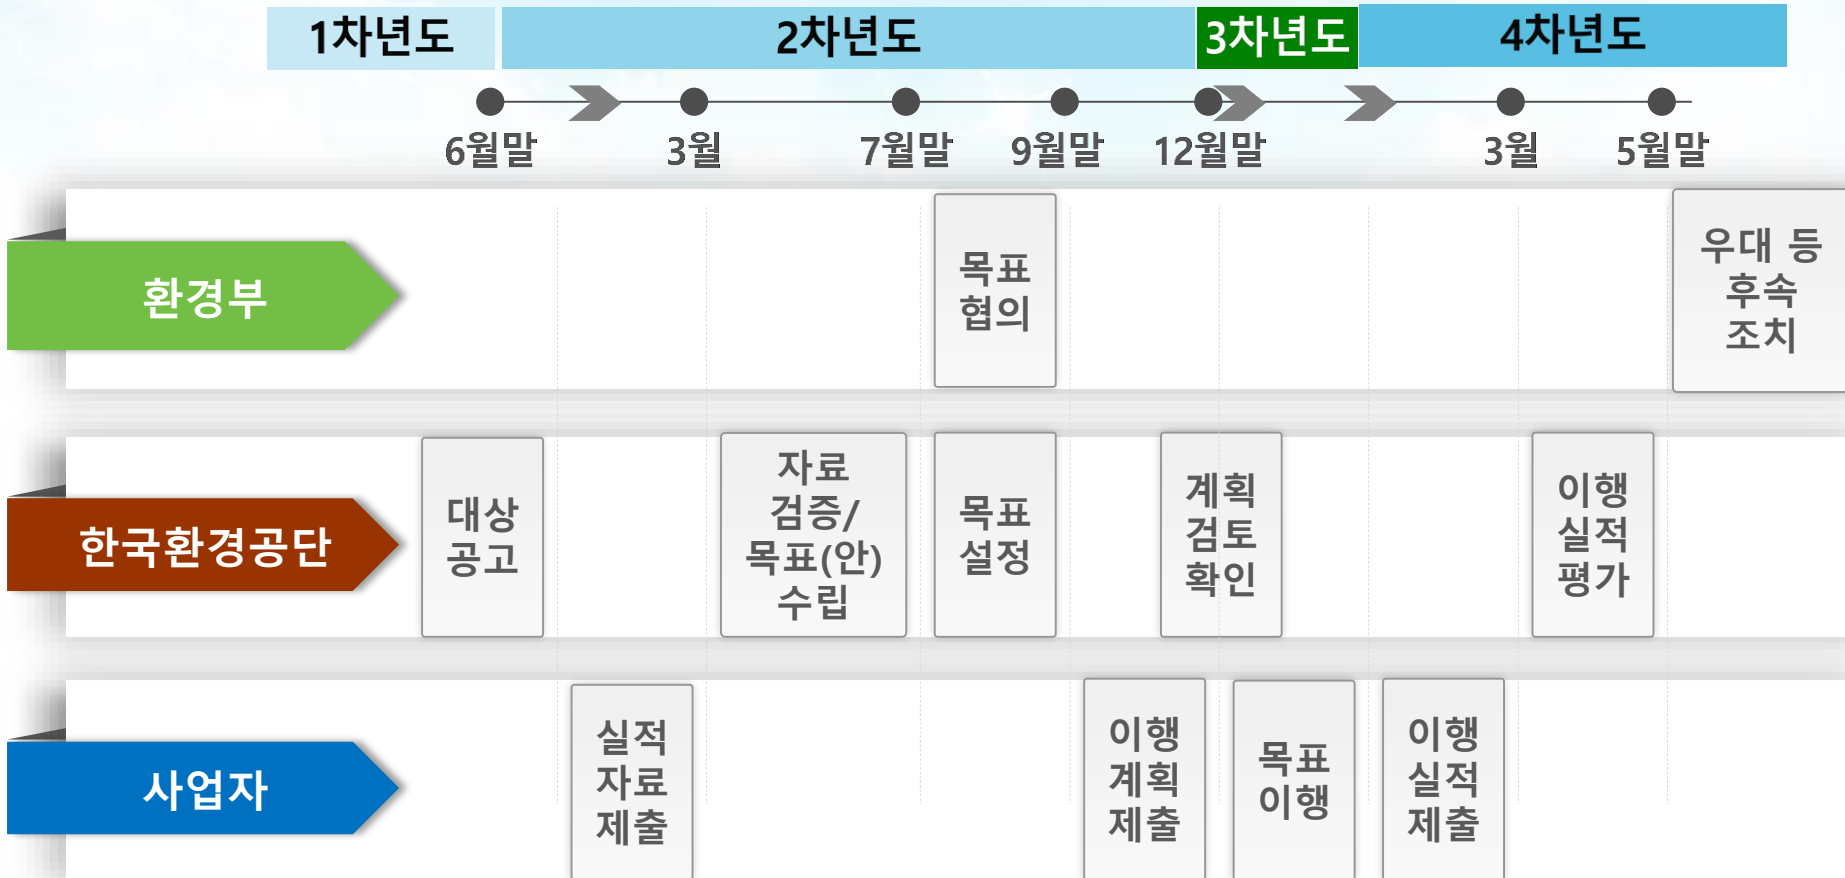 1차년도
2차년도
3차년도
4차년도
6월말
3월
7월말
9월말
12월말
3월
5월말
환경부
목표
협의
우대 등
후속
조치
한국환경공단
대상
공고
자료
검증/
목표(안)
수립
목표
설정
계획
검토
확인
이행
실적
평가
사업자
실적
자료
제출
이행
계획
제출
목표
이행
이행
실적
제출